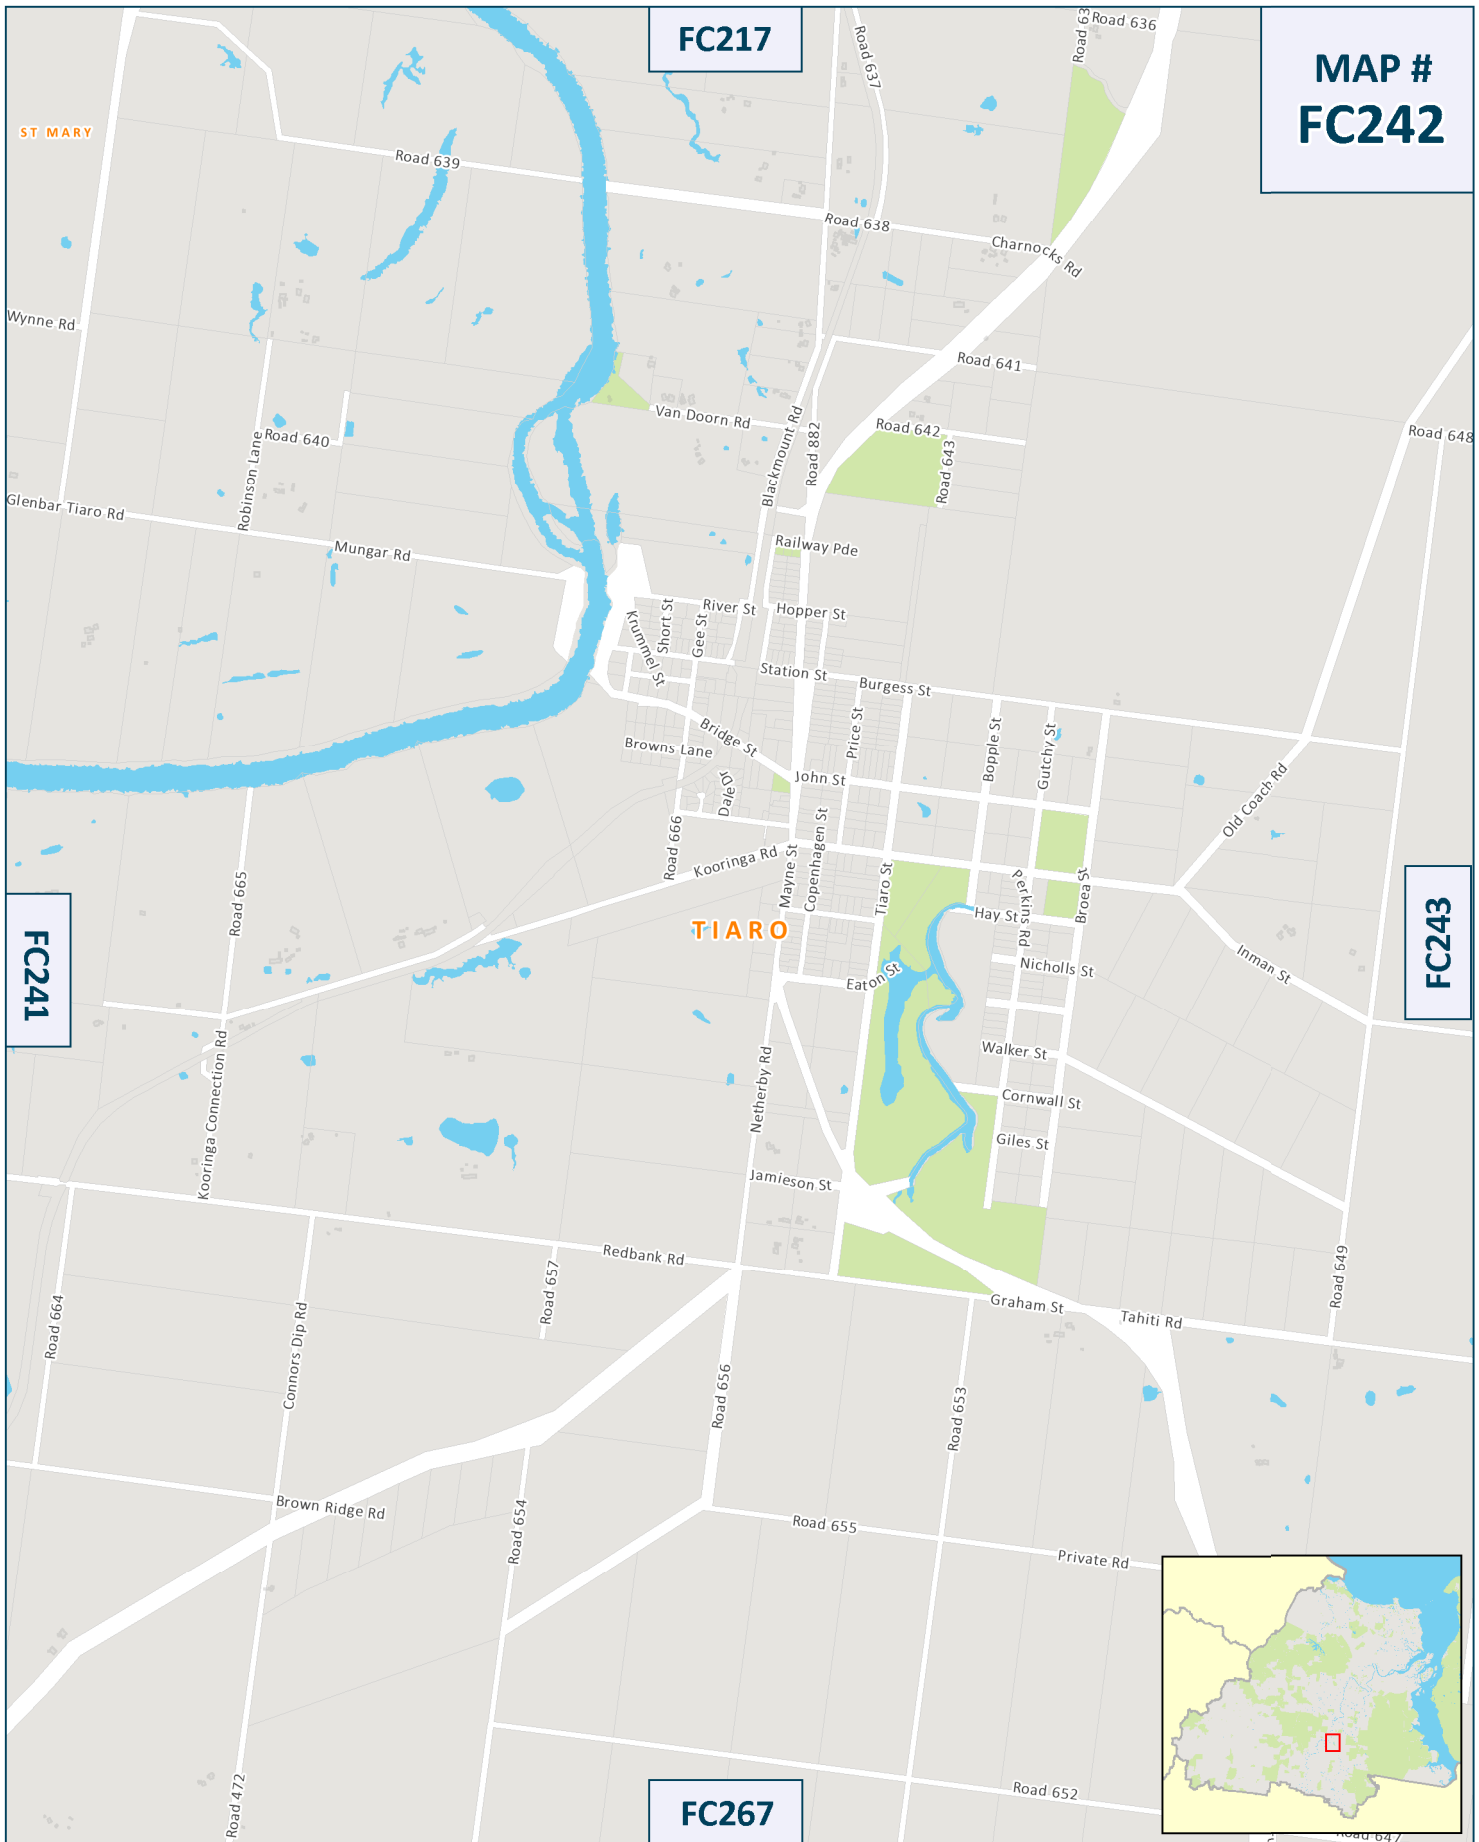 FC217
Road 637
Road 63
Road 636
MAP #
FC242
ST MARY
Road 639
Road 638
Charnocks Rd
Wynne Rd
Road 641
Van Doorn Rd
Blackmount Rd
Road 882
Road 642
Road 643
Road 648
Road 640
Robinson Lane
Glenbar Tiaro Rd
Mungar Rd
Railway Pde
River St
Hopper St
Short St
Gee St
Krummel St
Station St
Burgess St
Bridge St
Price St
Bopple St
Gutchy St
Browns Lane
John St
Dale Dr
Old Coach Rd
Road 666
Kooringa Rd
Mayne St
Copenhagen St
Tiaro St
Perkins Rd
Broea St
Road 665
TIARO
Hay St
FC241
FC243
Inman St
Nicholls St
Eaton St
Walker St
Kooringa Connection Rd
Netherby Rd
Cornwall St
Giles St
Jamieson St
Redbank Rd
Road 657
Road 649
Graham St
Tahiti Rd
Road 664
Connors Dip Rd
Road 656
Road 653
Brown Ridge Rd
Road 654
Road 655
Private Rd
Road 472
Road 652
FC267
Road 647